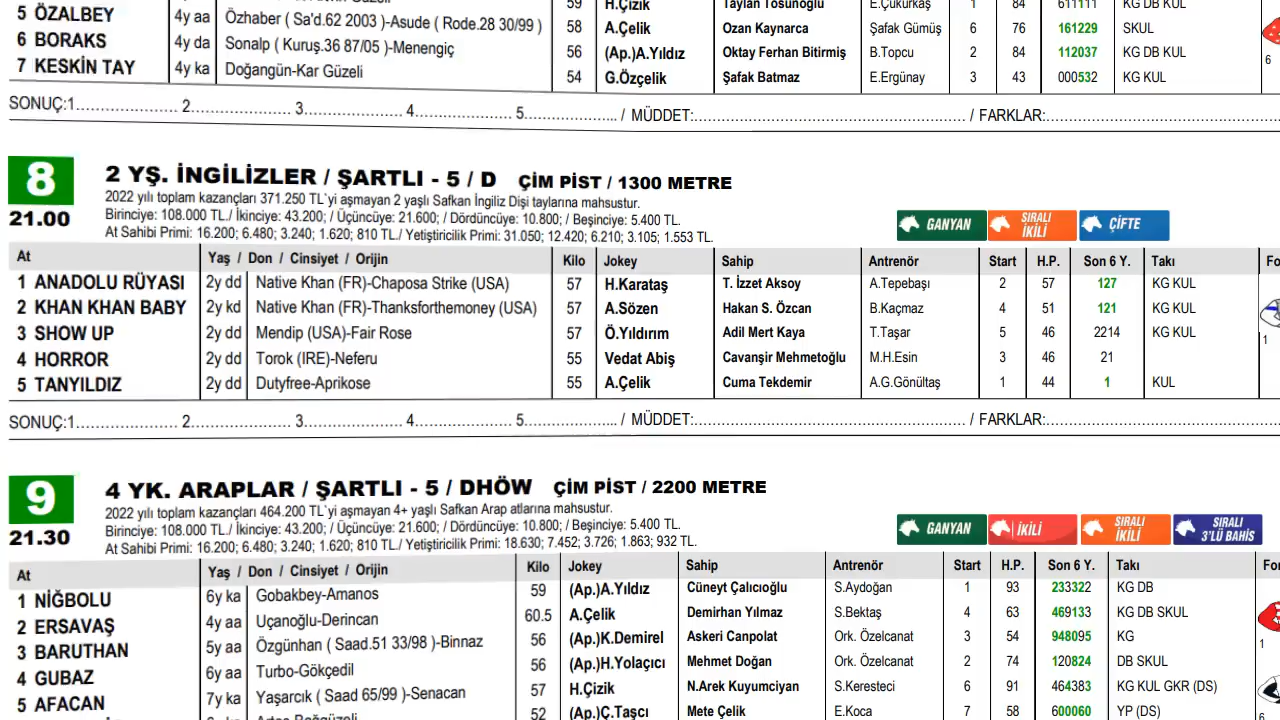 5 ÖZALBEY 4y aa Özhaber ( Sa'd.62 2003 )-Asude ( Rode.28 30/99 ) 58 A.Çelik Ozan Kaynarca Şafak Gümüş 6 76 161229 SKUL
6 BORAKS 4y da Sonalp ( Kuruş.36 87/05 )-Menengiç 56 (Ap.)A.Yıldız Oktay Ferhan Bitirmiş B.Topcu 2 84 112037 KG DB KUL
7 KESKİN TAY 4y ka Doğangün-Kar Güzeli 54 G.Özçelik Şafak Batmaz E.Ergünay 3 43 000532 KG KUL
6
SONUÇ:1....................... 2....................... 3........................ 4........................ 5...................... / MÜDDET:.............................................................. / FARKLAR:......................................................
8 2 YŞ. İNGİLİZLER / ŞARTLI - 5 / D ÇİM PİST / 1300 METRE
21.00
2022 yılı toplam kazançları 371.250 TL`yi aşmayan 2 yaşlı Safkan İngiliz Dişi taylarına mahsustur.
Birinciye: 108.000 TL./ İkinciye: 43.200; / Üçüncüye: 21.600; / Dördüncüye: 10.800; / Beşinciye: 5.400 TL.
At Sahibi Primi: 16.200; 6.480; 3.240; 1.620; 810 TL./ Yetiştiricilik Primi: 31.050; 12.420; 6.210; 3.105; 1.553 TL.
GANYAN SIRALI İKİLİ ÇİFTE
At Yaş / Don / Cinsiyet / Orijin Kilo Jokey Sahip Antrenör Start H.P. Son 6 Y. Takı Fo
1 ANADOLU RÜYASI 2y dd Native Khan (FR)-Chaposa Strike (USA) 57 H.Karataş T. İzzet Aksoy A.Tepebaşı 2 57 127 KG KUL
2 KHAN KHAN BABY 2y kd Native Khan (FR)-Thanksforthemoney (USA) 57 A.Sözen Hakan S. Özcan B.Kaçmaz 4 51 121 KG KUL
3 SHOW UP 2y dd Mendip (USA)-Fair Rose 57 Ö.Yıldırım Adil Mert Kaya T.Taşar 5 46 2214 KG KUL
1
4 HORROR 2y dd Torok (IRE)-Neferu 55 Vedat Abiş Cavanşir Mehmetoğlu M.H.Esin 3 46 21
5 TANYILDIZ 2y dd Dutyfree-Aprikose 55 A.Çelik Cuma Tekdemir A.G.Gönültaş 1 44 1 KUL
SONUÇ:1....................... 2....................... 3........................ 4........................ 5...................... / MÜDDET:.............................................................. / FARKLAR:......................................................
9 4 YK. ARAPLAR / ŞARTLI - 5 / DHÖW ÇİM PİST / 2200 METRE
21.30
2022 yılı toplam kazançları 464.200 TL`yi aşmayan 4+ yaşlı Safkan Arap atlarına mahsustur.
Birinciye: 108.000 TL./ İkinciye: 43.200; / Üçüncüye: 21.600; / Dördüncüye: 10.800; / Beşinciye: 5.400 TL.
At Sahibi Primi: 16.200; 6.480; 3.240; 1.620; 810 TL./ Yetiştiricilik Primi: 18.630; 7.452; 3.726; 1.863; 932 TL.
GANYAN İKİLİ SIRALI İKİLİ SIRALI 3'LÜ BAHİS
At Yaş / Don / Cinsiyet / Orijin Kilo Jokey Sahip Antrenör Start H.P. Son 6 Y. Takı Fo
1 NİĞBOLU 6y ka Gobakbey-Amanos 59 (Ap.)A.Yıldız Cüneyt Çalıcıoğlu S.Aydoğan 1 93 233322 KG DB
2 ERSAVAŞ 4y aa Uçanoğlu-Derincan 60.5 A.Çelik Demirhan Yılmaz S.Bektaş 4 63 469133 KG DB SKUL
3 BARUTHAN 5y aa Özgünhan ( Saad.51 33/98 )-Binnaz 56 (Ap.)K.Demirel Askeri Canpolat Ork. Özelcanat 3 54 948095 KG
1
4 GUBAZ 6y aa Turbo-Gökçedil 56 (Ap.)H.Yolaçıcı Mehmet Doğan Ork. Özelcanat 2 74 120824 DB SKUL
5 AFACAN 7y ka Yaşarcık ( Saad 65/99 )-Senacan 57 H.Çizik N.Arek Kuyumciyan S.Keresteci 6 91 464383 KG KUL GKR (DS)
52 (Ap.)Ç.Taşcı Mete Çelik E.Koca 7 58 600060 YP (DS)
6